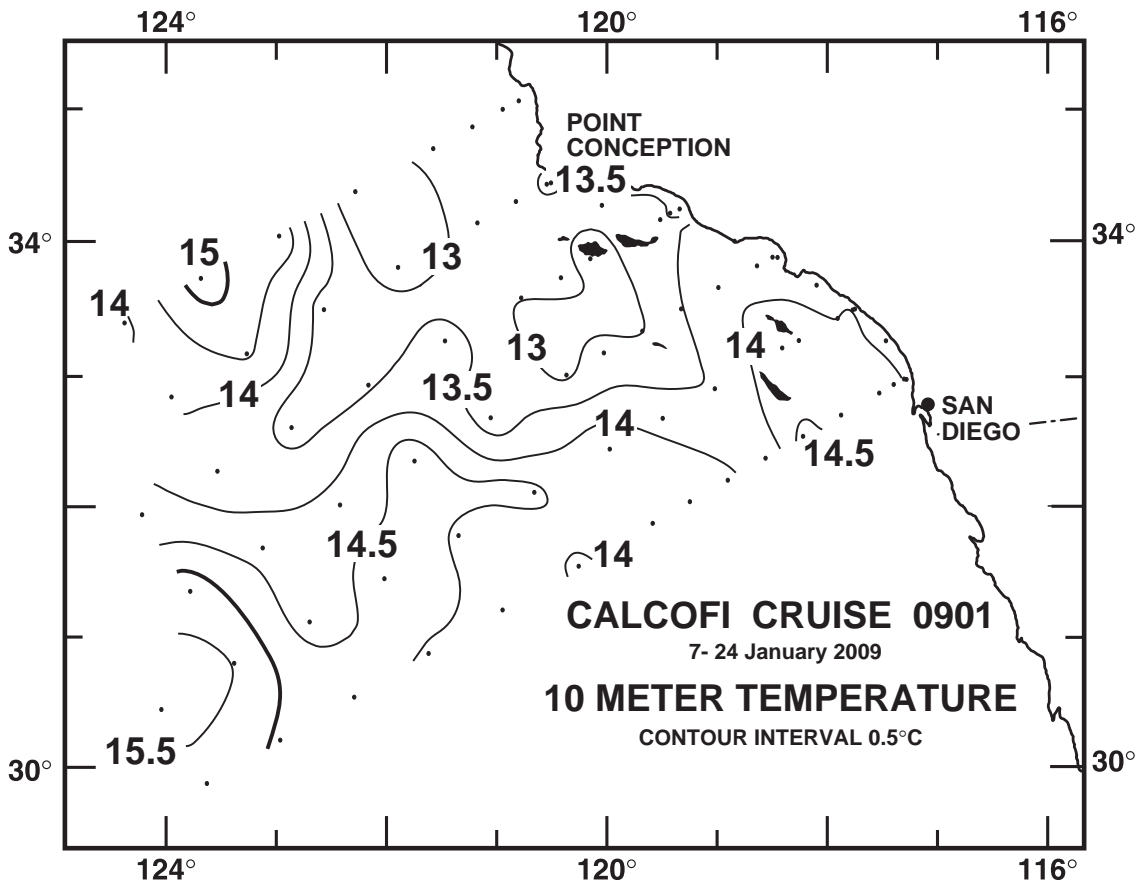 124° 120° 116°
POINT
CONCEPTION
13.5
34° 34°
15
13
14
13
14
13.5
14
14
SAN
DIEGO
14.5
14.5
14
CALCOFI CRUISE 0901
7- 24 January 2009
10 METER TEMPERATURE
CONTOUR INTERVAL 0.5°C
15.5
30° 30°
124° 120° 116°